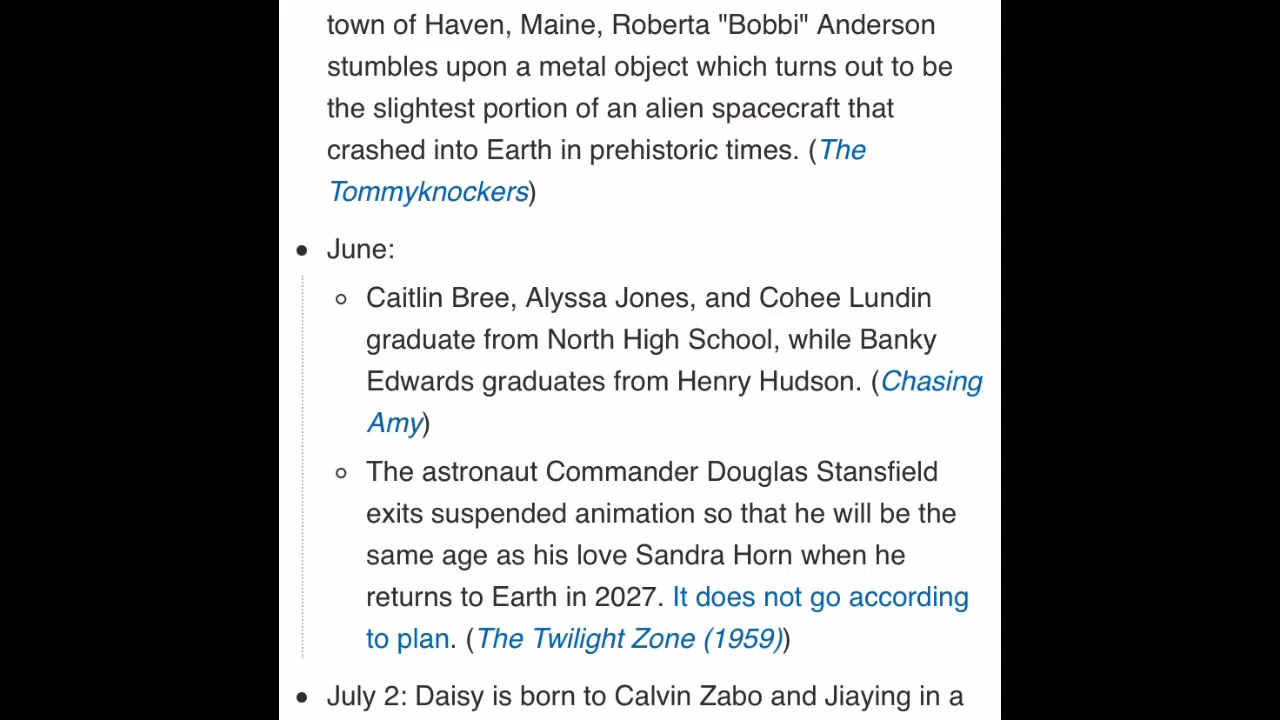 town of Haven, Maine, Roberta "Bobbi" Anderson
stumbles upon a metal object which turns out to be
the slightest portion of an alien spacecraft that
crashed into Earth in prehistoric times. (The
Tommyknockers)
• June:
Caitlin Bree, Alyssa Jones, and Cohee Lundin
graduate from North High School, while Banky
Edwards graduates from Henry Hudson. (Chasing
Amy)
The astronaut Commander Douglas Stansfield
exits suspended animation so that he will be the
same age as his love Sandra Horn when he
returns to Earth in 2027. It does not go according
to plan. (The Twilight Zone (1959))
• July 2: Daisy is born to Calvin Zabo and Jiaying in a